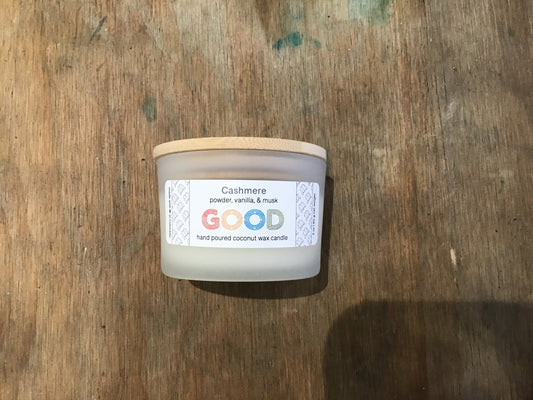 Cashmere
powder, vanilla, & musk
GOOD
hand poured coconut wax candle